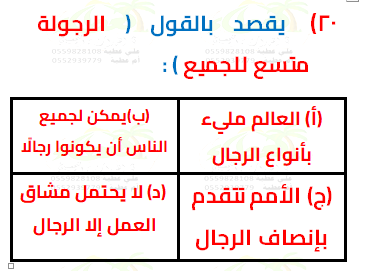 ٢٠) يقصد بالقول ( الرجولة
متسع للجميع ) :
(أ) العالم مليء
بأنواع الرجال
(ب)يمكن لجميع
الناس أن يكونوا رجالًا
(ج) الأمم تتقدم
بإنصاف الرجال
(د) لا يحتمل مشاق
العمل إلا الرجال